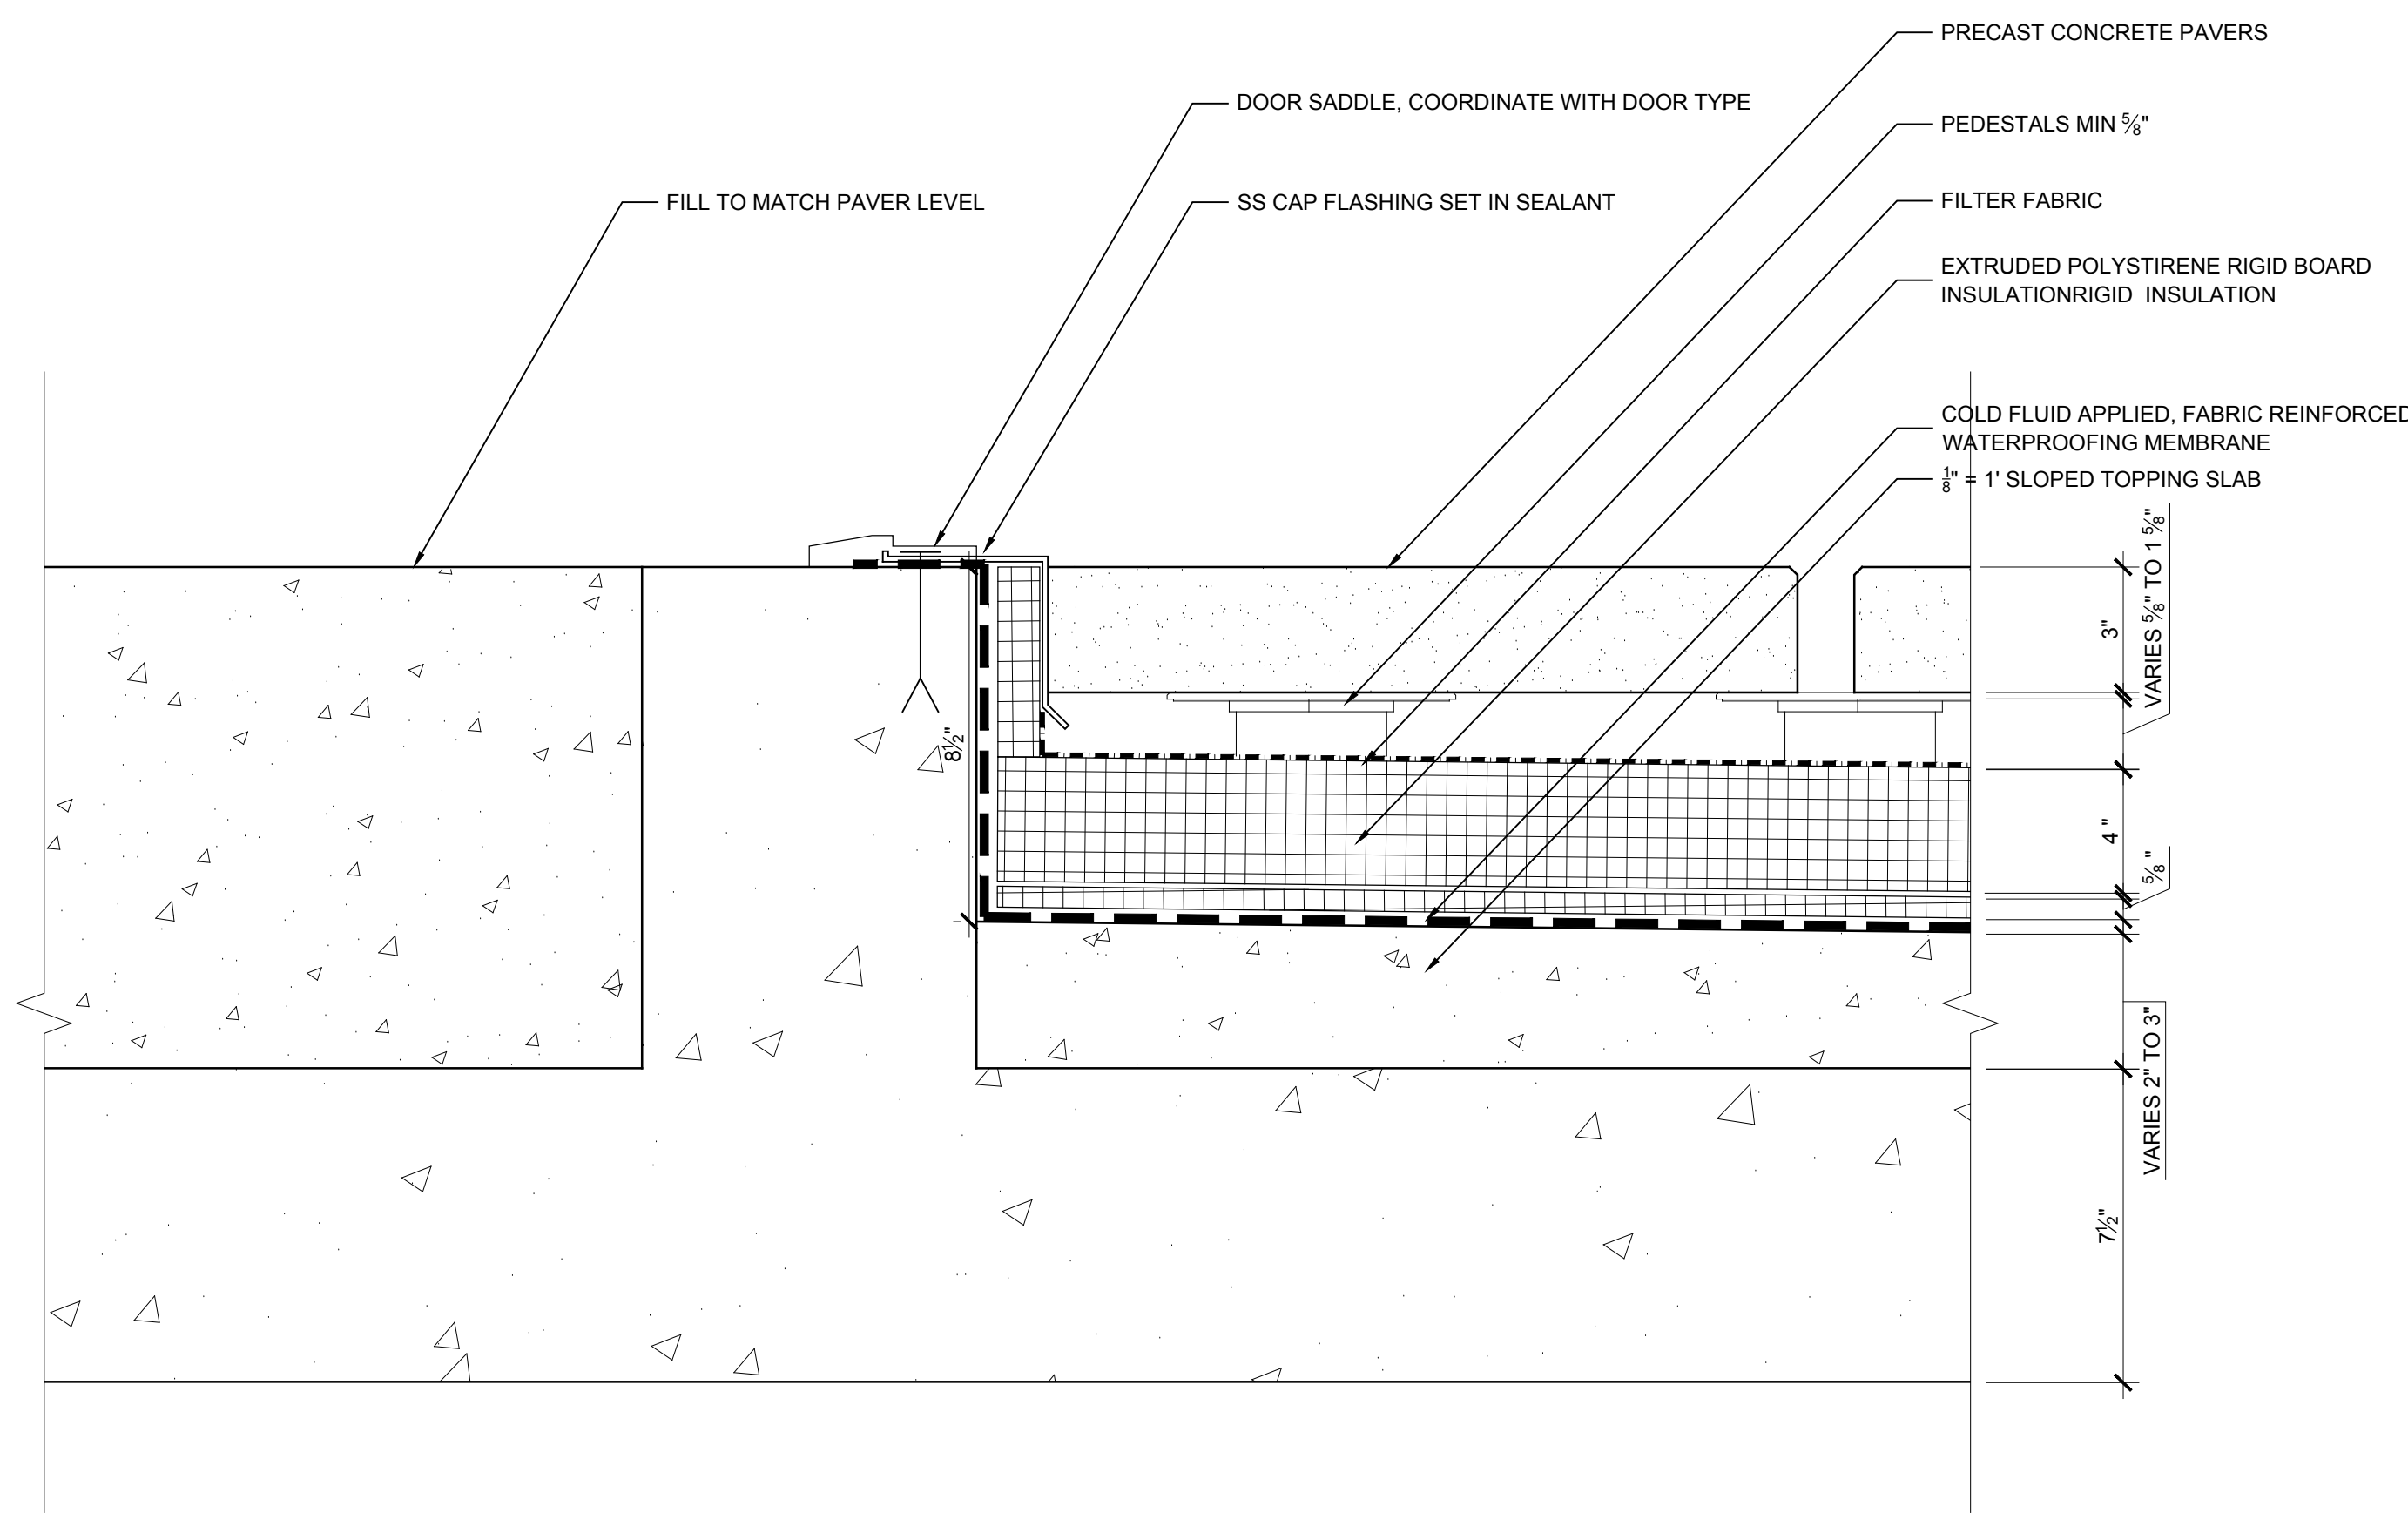 PRECAST CONCRETE PAVERS
DOOR SADDLE, COORDINATE WITH DOOR TYPE
PEDESTALS MIN ⅝"
FILL TO MATCH PAVER LEVEL
SS CAP FLASHING SET IN SEALANT
FILTER FABRIC
EXTRUDED POLYSTIRENE RIGID BOARD
INSULATIONRIGID INSULATION
COLD FLUID APPLIED, FABRIC REINFORCED
WATERPROOFING MEMBRANE
⅛" = 1' SLOPED TOPPING SLAB
VARIES ⅝" TO 1 ⅝"
3"
8½"
4 "
⅝"
VARIES 2" TO 3"
7½"